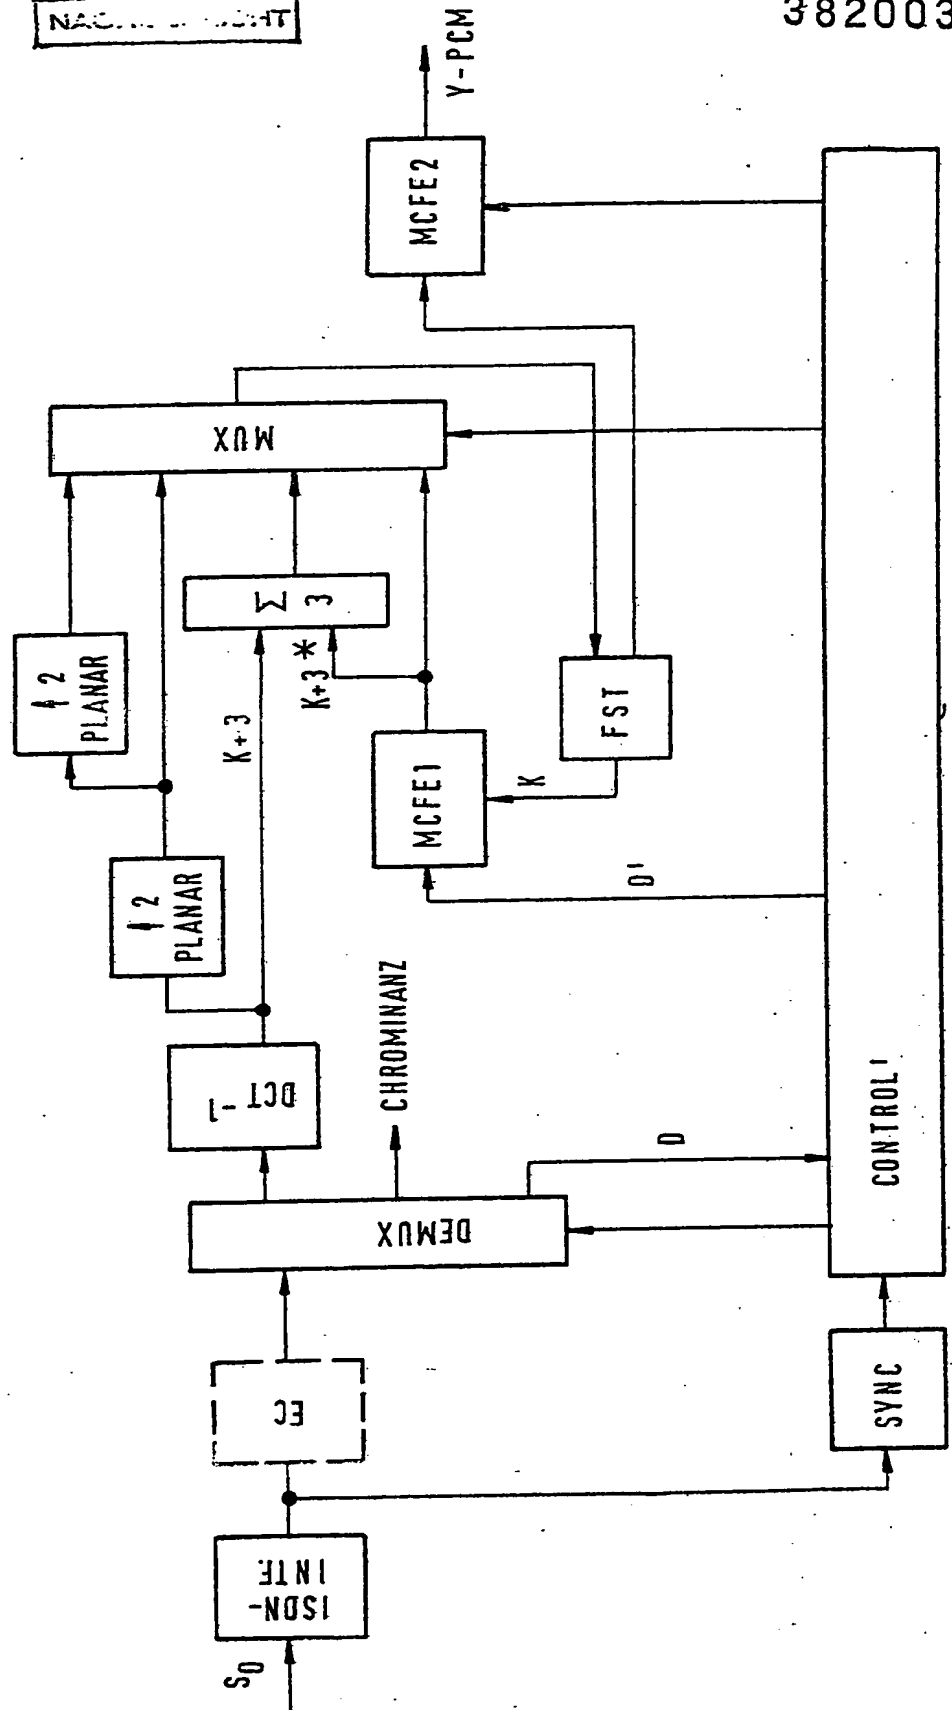 382003
S0
ISDN-
INTF.
EC
SYNC
DEMUX
CONTROL'
D
CHROMINANZ
DCT-1
2
PLANAR
2
PLANAR
D'
MCFE1
K
FST
K+3
K+3*
Σ
3
MUX
MCFE2
Y-PCM